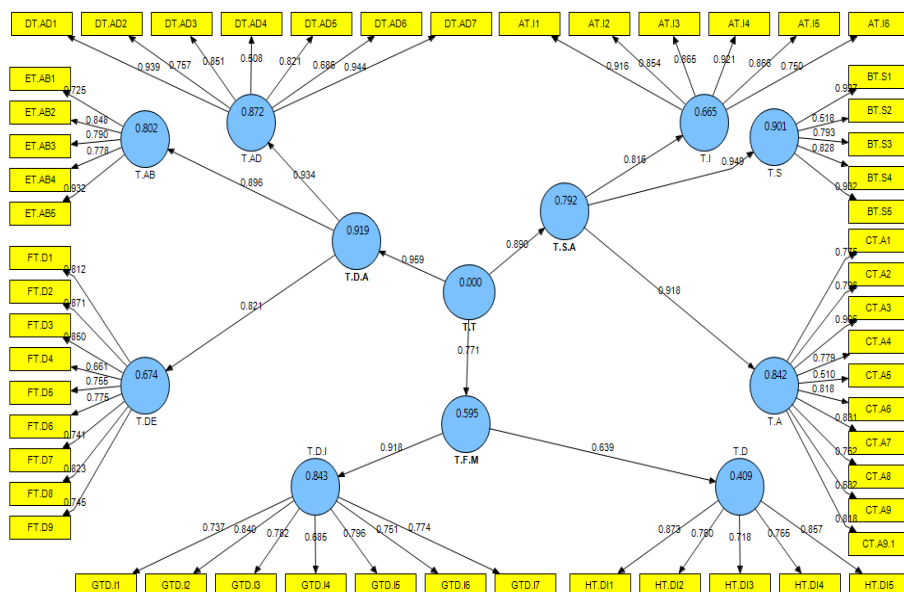 DT.AD1 DT.AD2 DT.AD3 DT.AD4 DT.AD5 DT.AD6 DT.AD7 AT.I1 AT.I2 AT.I3 AT.I4 AT.I5 AT.I6
0.939 0.757 0.851 0.508 0.821 0.686 0.944 0.916 0.854 0.865 0.921 0.866 0.750
ET.AB1
ET.AB2
ET.AB3
ET.AB4
ET.AB5
0.725
0.848
0.790
0.778
0.932
0.802
T.AB
0.872
T.AD
0.665
T.I
0.901
T.S
BT.S1
BT.S2
BT.S3
BT.S4
BT.S5
0.518
0.793
0.828
0.932
0.896
0.934
0.816
0.949
0.919
T.D.A
0.792
T.S.A
0.959
0.890
0.000
T.T
0.771
0.821
0.918
FT.D1
FT.D2
FT.D3
FT.D4
FT.D5
FT.D6
FT.D7
FT.D8
FT.D9
0.812
0.871
0.850
0.661
0.755
0.775
0.741
0.823
0.745
0.674
T.DE
0.842
T.A
CT.A1
CT.A2
CT.A3
CT.A4
CT.A5
CT.A6
CT.A7
CT.A8
CT.A9
CT.A9.1
0.775
0.779
0.510
0.818
0.831
0.752
0.818
0.595
T.F.M
0.918
0.639
T.D.I
0.843
T.D
0.409
0.737 0.840 0.782 0.685 0.796 0.751 0.774
0.873 0.780 0.718 0.765 0.857
GTD.I1 GTD.I2 GTD.I3 GTD.I4 GTD.I5 GTD.I6 GTD.I7 HT.DI1 HT.DI2 HT.DI3 HT.DI4 HT.DI5